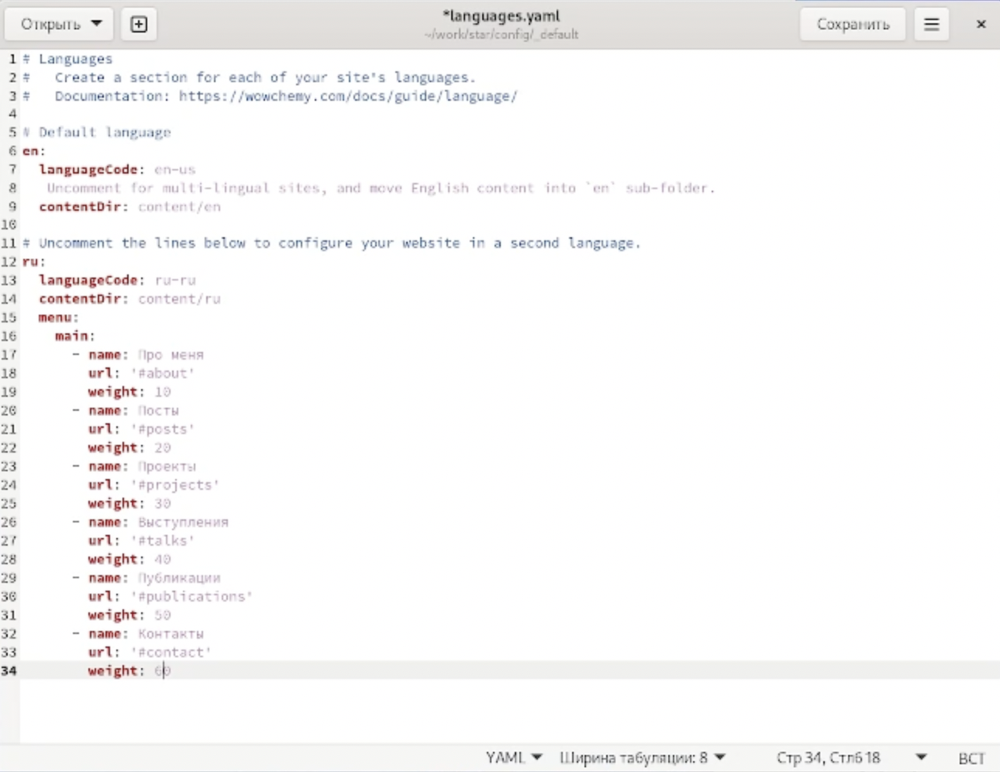 Открыть
*languages.yaml
~/work/star/config/_default
Сохранить
1 # Languages
2 #   Create a section for each of your site's languages.
3 #   Documentation: https://wowchemy.com/docs/guide/language/
4
5 # Default language
6 en:
7   languageCode: en-us
8    Uncomment for multi-lingual sites, and move English content into `en` sub-folder.
9   contentDir: content/en
10
11 # Uncomment the lines below to configure your website in a second language.
12 ru:
13   languageCode: ru-ru
14   contentDir: content/ru
15   menu:
16     main:
17       - name: Про меня
18         url: '#about'
19         weight: 10
20       - name: Посты
21         url: '#posts'
22         weight: 20
23       - name: Проекты
24         url: '#projects'
25         weight: 30
26       - name: Выступления
27         url: '#talks'
28         weight: 40
29       - name: Публикации
30         url: '#publications'
31         weight: 50
32       - name: Контакты
33         url: '#contact'
34         weight: 60
YAML Ширина табуляции: 8 Стр 34, Стлб 18 ВСТ